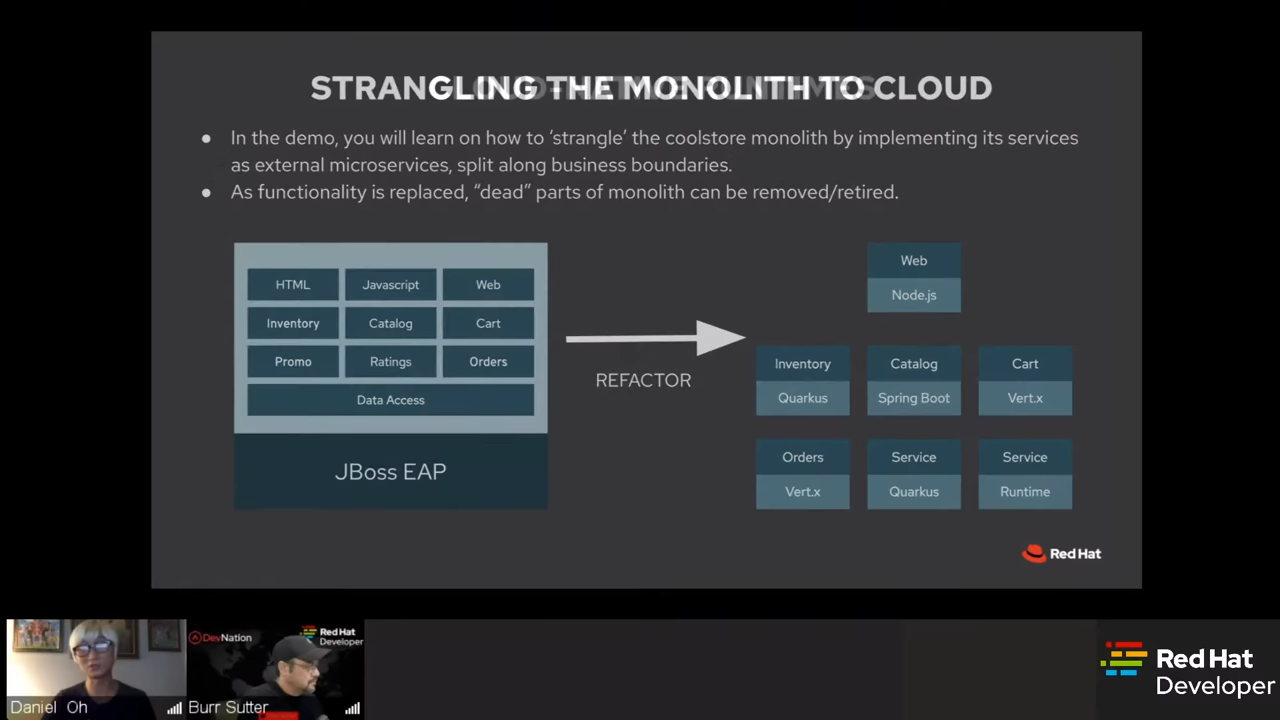 STRANGLING THE MONOLITH TO CLOUD
• In the demo, you will learn on how to ‘strangle’ the coolstore monolith by implementing its services
as external microservices, split along business boundaries.
• As functionality is replaced, “dead” parts of monolith can be removed/retired.
HTML Javascript Web
Inventory Catalog Cart
Promo Ratings Orders
Data Access
JBoss EAP
REFACTOR
Web
Node.js
Inventory Catalog Cart
Quarkus Spring Boot Vert.x
Orders Service Service
Vert.x Quarkus Runtime
Red Hat
DevNation
Red Hat
Developer
Daniel Oh
Burr Sutter
Red Hat
Developer